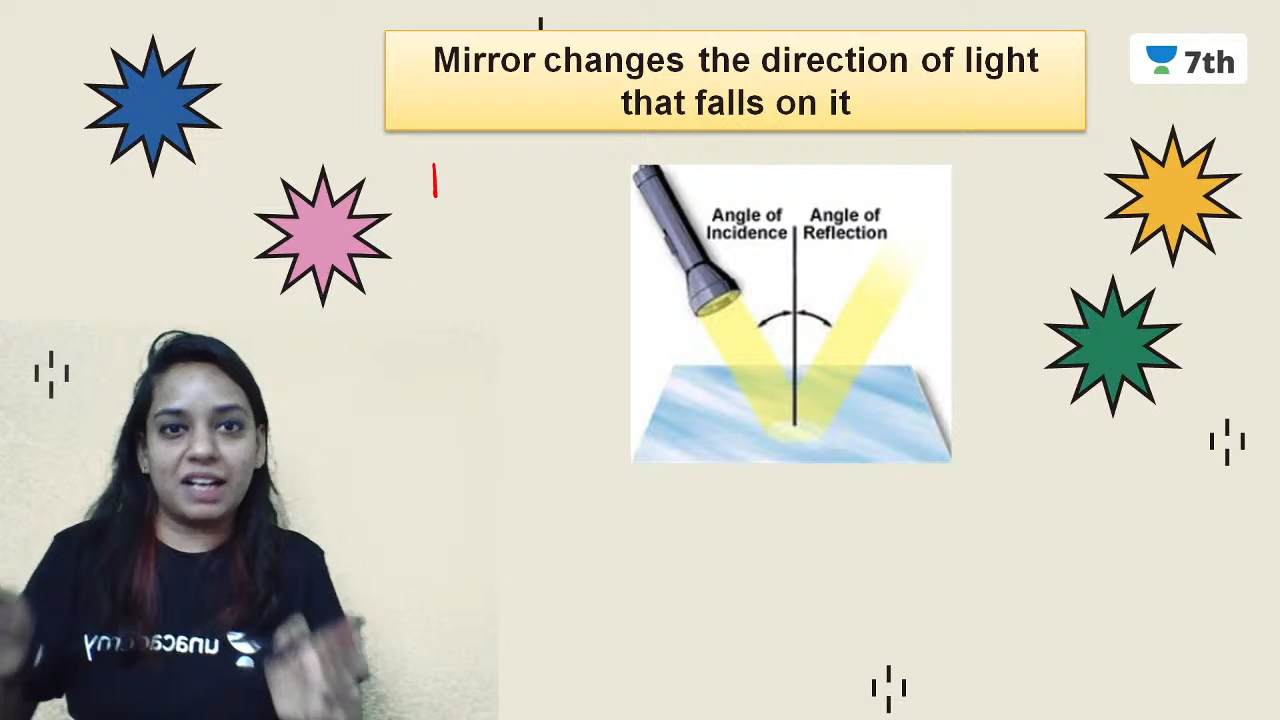 Mirror changes the direction of light
that falls on it
7th
Angle of
Incidence
Angle of
Reflection
unacademy